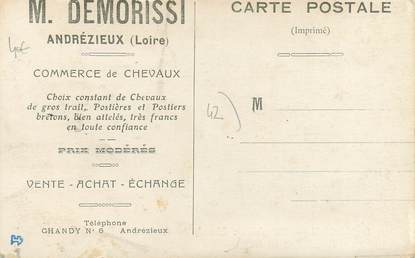 M. DEMORISSI
ANDRÉZIEUX (Loire)
COMMERCE de CHEVAUX
Choix constant de Chevaux
de gros trait, Postières et Postiers
bretons, bien attelés, très francs
en toute confiance
PRIX MODÉRÉS
VENTE - ACHAT - ÉCHANGE
Téléphone
GHANDY N° 6 Andrézieux
CARTE POSTALE
(Imprimé)
M
42